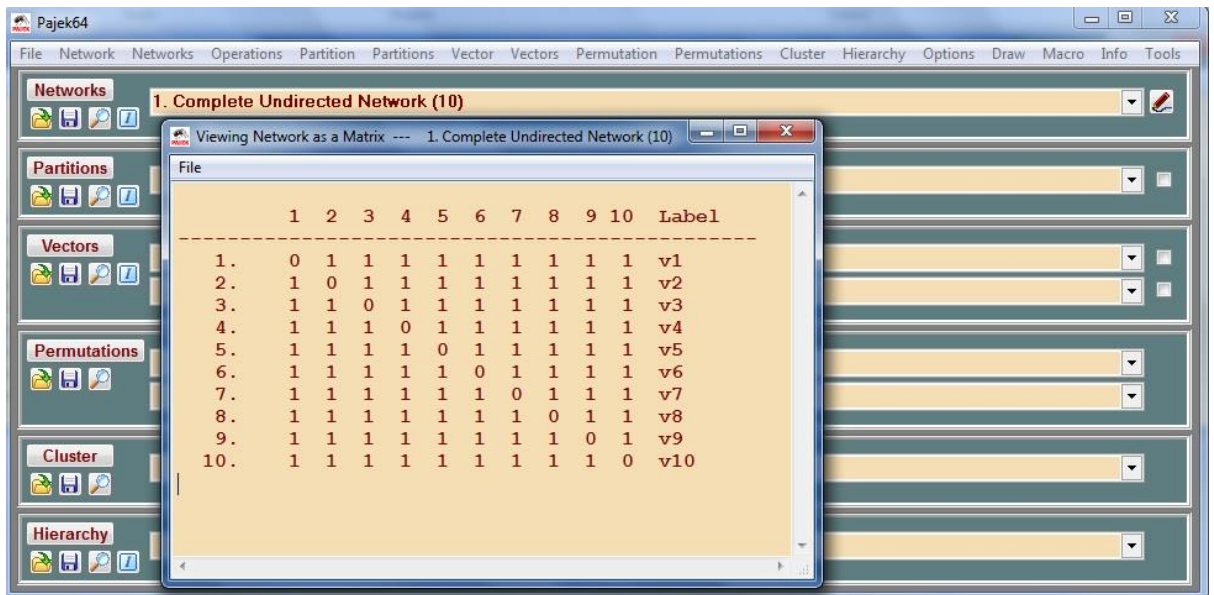 Pajek64
File Network Networks Operations Partition Partitions Vector Vectors Permutation Permutations Cluster Hierarchy Options Draw Macro Info Tools
Networks
1. Complete Undirected Network (10)
Viewing Network as a Matrix --- 1. Complete Undirected Network (10)
File
Partitions
1 2 3 4 5 6 7 8 9 10 Label
-----------------------------------------------------
1. 0 1 1 1 1 1 1 1 1 1 v1
2. 1 0 1 1 1 1 1 1 1 1 v2
3. 1 1 0 1 1 1 1 1 1 1 v3
4. 1 1 1 0 1 1 1 1 1 1 v4
5. 1 1 1 1 0 1 1 1 1 1 v5
6. 1 1 1 1 1 0 1 1 1 1 v6
7. 1 1 1 1 1 1 0 1 1 1 v7
8. 1 1 1 1 1 1 1 0 1 1 v8
9. 1 1 1 1 1 1 1 1 0 1 v9
10. 1 1 1 1 1 1 1 1 1 0 v10
Vectors
Permutations
Cluster
Hierarchy